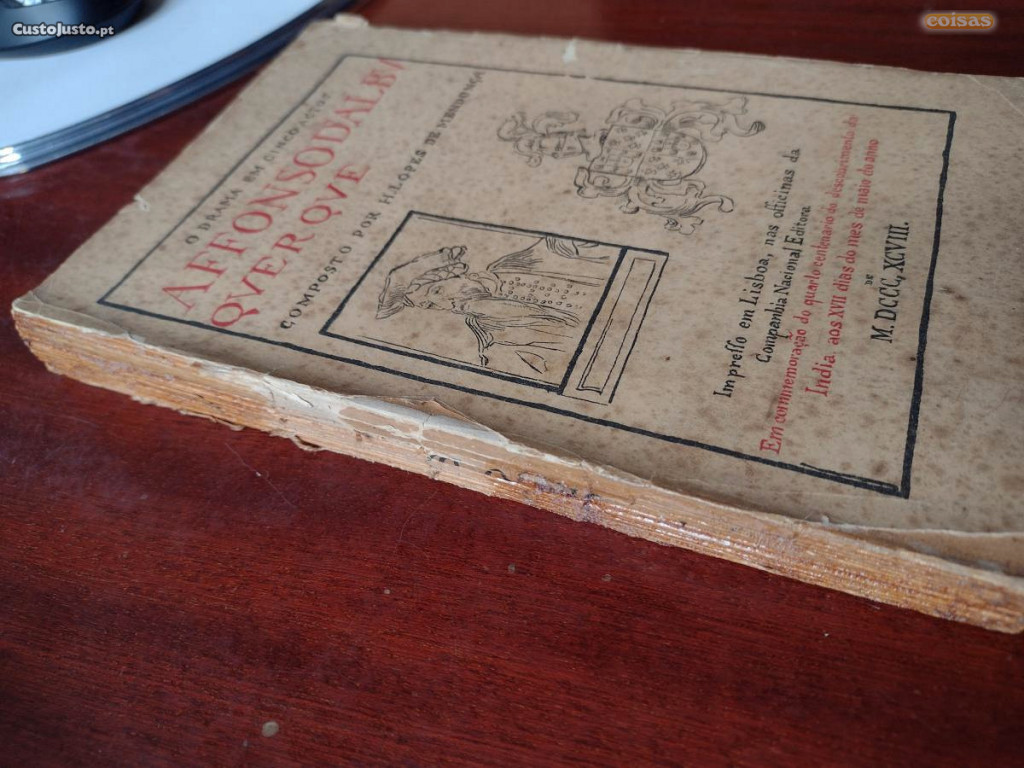 CustoJusto.pt
coisas
O DRAMA EM CINCO ACTOS
AFFONSO DALBV
QVERQVE
COMPOSTO POR H. LOPES DE MENDONÇA
Impreſſo em Lisboa, nas officinas da
Companhia Nacional Editora
Em commemoração do quarto centenario do descobrimento da
India aos XVII dias do mes de maio do anno
DE
M.DCCC,XCVIII.